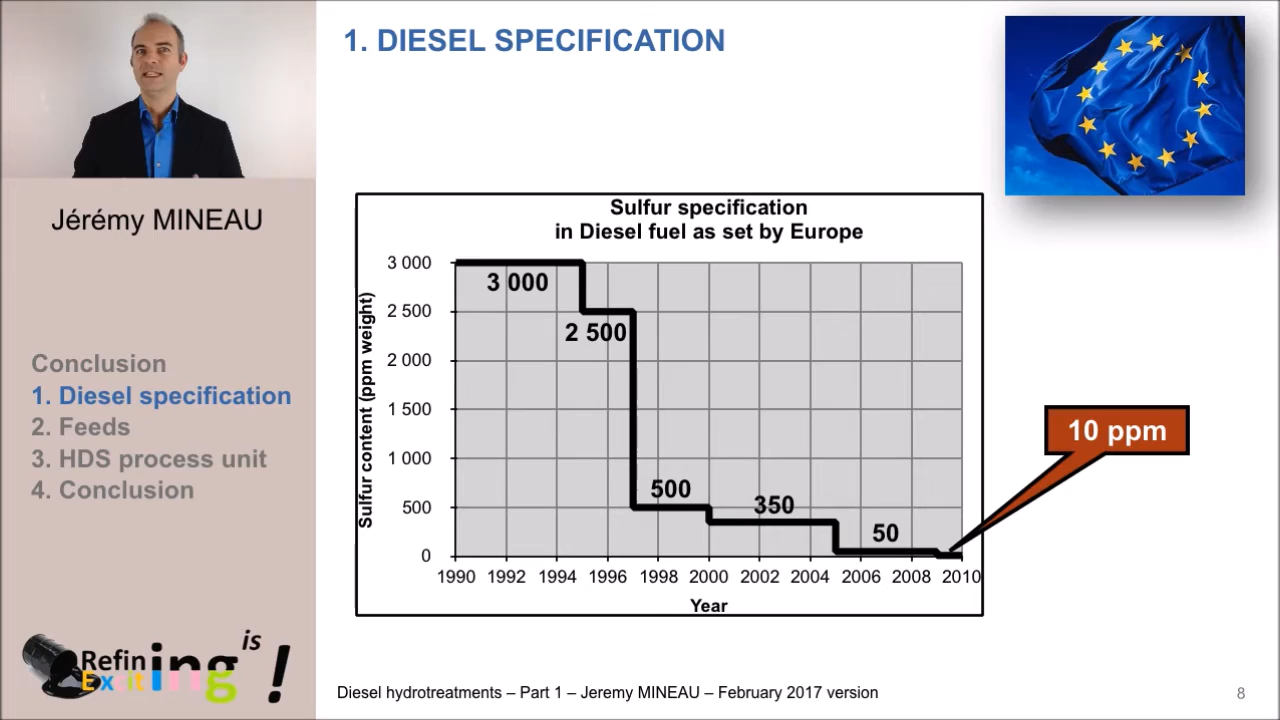 1. DIESEL SPECIFICATION
Jérémy MINEAU
Conclusion
1. Diesel specification
2. Feeds
3. HDS process unit
4. Conclusion
Refining is
Exciting !
Sulfur specification
in Diesel fuel as set by Europe
Sulfur content (ppm weight)
3 000
2 500
2 000
1 500
1 000
500
0
3 000
2 500
500
350
50
10 ppm
1990 1992 1994 1996 1998 2000 2002 2004 2006 2008 2010
Year
Diesel hydrotreatments – Part 1 – Jeremy MINEAU – February 2017 version
8